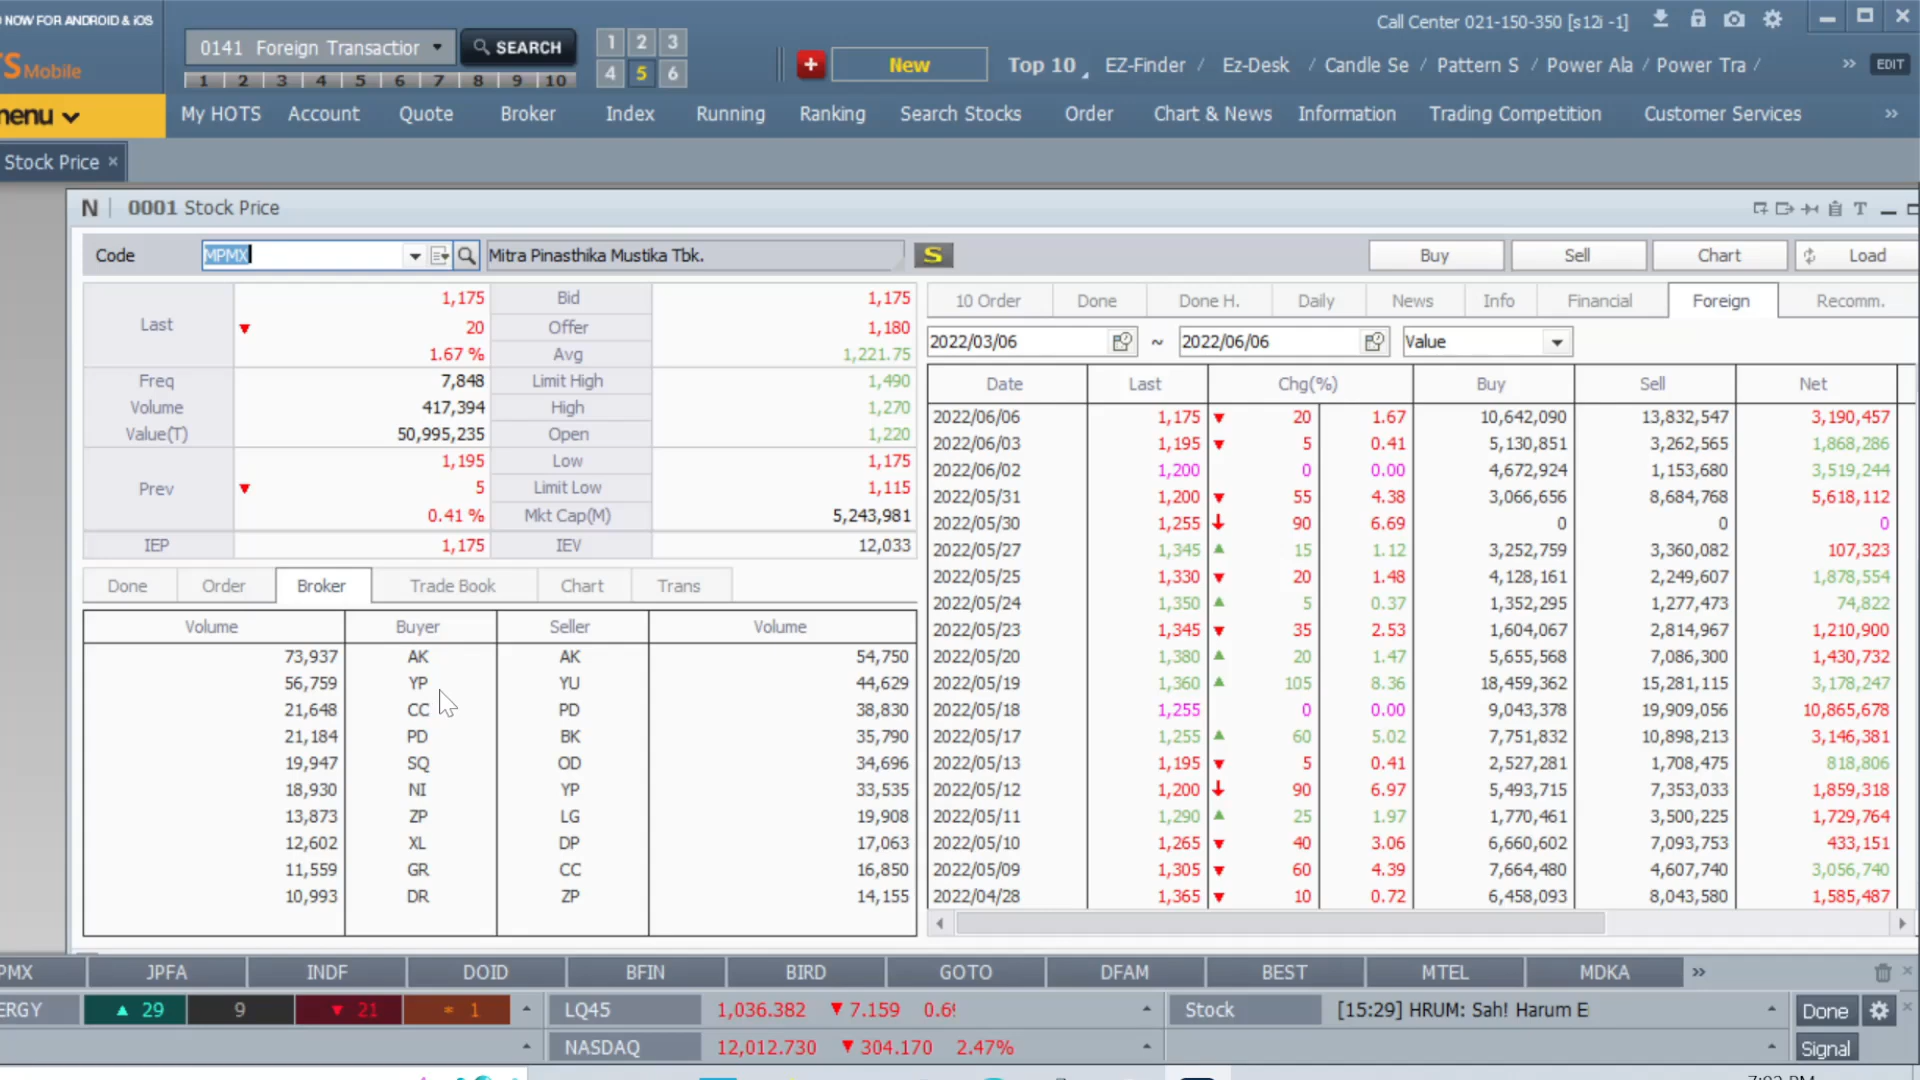 NOW FOR ANDROID & iOS
TS Mobile
0141 Foreign Transactior
SEARCH
1 2 3 4 5 6 7 8 9 10
1 2 3
4 5 6
Call Center 021-150-350 [s12i -1]
New
Top 10 EZ-Finder / Ez-Desk / Candle Se / Pattern S / Power Ala / Power Tra / » EDIT
menu
My HOTS Account Quote Broker Index Running Ranking Search Stocks Order Chart & News Information Trading Competition Customer Services »
Stock Price ×
N 0001 Stock Price
Code MPMX Mitra Pinasthika Mustika Tbk. S
Buy Sell Chart Load
Last 1,175 Bid 1,175
▼ 20 Offer 1,180
1.67 % Avg 1,221.75
Freq 7,848 Limit High 1,490
Volume 417,394 High 1,270
Value(T) 50,995,235 Open 1,220
Prev 1,195 Low 1,175
▼ 5 Limit Low 1,115
0.41 % Mkt Cap(M) 5,243,981
IEP 1,175 IEV 12,033
Done Order Broker Trade Book Chart Trans
Volume Buyer Seller Volume
73,937 AK AK 54,750
56,759 YP YU 44,629
21,648 CC PD 38,830
21,184 PD BK 35,790
19,947 SQ OD 34,696
18,930 NI YP 33,535
13,873 ZP LG 19,908
12,602 XL DP 17,063
11,559 GR CC 16,850
10,993 DR ZP 14,155
10 Order Done Done H. Daily News Info Financial Foreign Recomm.
2022/03/06 ~ 2022/06/06 Value
Date Last Chg(%) Buy Sell Net
2022/06/06 1,175 ▼ 20 1.67 10,642,090 13,832,547 3,190,457
2022/06/03 1,195 ▼ 5 0.41 5,130,851 3,262,565 1,868,286
2022/06/02 1,200 0 0.00 4,672,924 1,153,680 3,519,244
2022/05/31 1,200 ▼ 55 4.38 3,066,656 8,684,768 5,618,112
2022/05/30 1,255 ↓ 90 6.69 0 0 0
2022/05/27 1,345 ▲ 15 1.12 3,252,759 3,360,082 107,323
2022/05/25 1,330 ▼ 20 1.48 4,128,161 2,249,607 1,878,554
2022/05/24 1,350 ▲ 5 0.37 1,352,295 1,277,473 74,822
2022/05/23 1,345 ▼ 35 2.53 1,604,067 2,814,967 1,210,900
2022/05/20 1,380 ▲ 20 1.47 5,655,568 7,086,300 1,430,732
2022/05/19 1,360 ▲ 105 8.36 18,459,362 15,281,115 3,178,247
2022/05/18 1,255 0 0.00 9,043,378 19,909,056 10,865,678
2022/05/17 1,255 ▲ 60 5.02 7,751,832 10,898,213 3,146,381
2022/05/13 1,195 ▼ 5 0.41 2,527,281 1,708,475 818,806
2022/05/12 1,200 ↓ 90 6.97 5,493,715 7,353,033 1,859,318
2022/05/11 1,290 ▲ 25 1.97 1,770,461 3,500,225 1,729,764
2022/05/10 1,265 ▼ 40 3.06 6,660,602 7,093,753 433,151
2022/05/09 1,305 ▼ 60 4.39 7,664,480 4,607,740 3,056,740
2022/04/28 1,365 ▼ 10 0.72 6,458,093 8,043,580 1,585,487
PMX JPFA INDF DOID BFIN BIRD GOTO DFAM BEST MTEL MDKA »
ERGY ▲ 29 9 ▼ 21 1 LQ45 1,036.382 ▼ 7.159 0.69 Stock [15:29] HRUM: Sah! Harum E Done
NASDAQ 12,012.730 ▼ 304.170 2.47% Signal